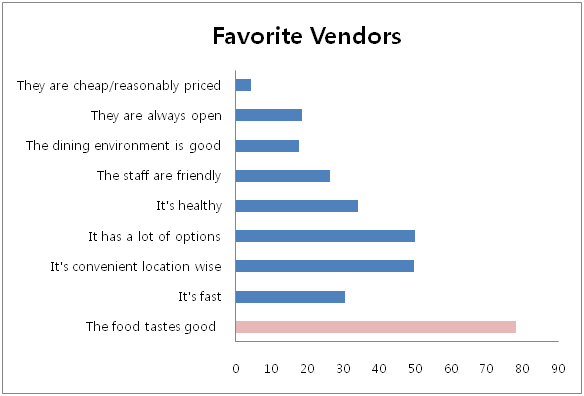 Favorite Vendors
They are cheap/reasonably priced
They are always open
The dining environment is good
The staff are friendly
It's healthy
It has a lot of options
It's convenient location wise
It's fast
The food tastes good
0 10 20 30 40 50 60 70 80 90